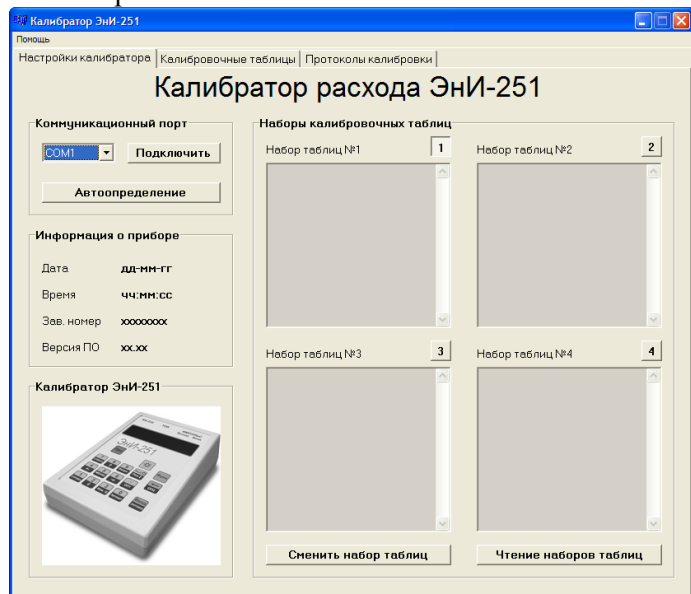 Калибратор ЭнИ-251
Помощь
Настройки калибратора Калибровочные таблицы Протоколы калибровки
Калибратор расхода ЭнИ-251
Коммуникационный порт
COM1 Подключить
Автоопределение
Информация о приборе
Дата дд-мм-гг
Время чч:мм:сс
Зав. номер xxxxxxxx
Версия ПО xx.xx
Калибратор ЭнИ-251
ЭнИ-251
Наборы калибровочных таблиц
Набор таблиц №1 1
Набор таблиц №2 2
Набор таблиц №3 3
Набор таблиц №4 4
Сменить набор таблиц Чтение наборов таблиц